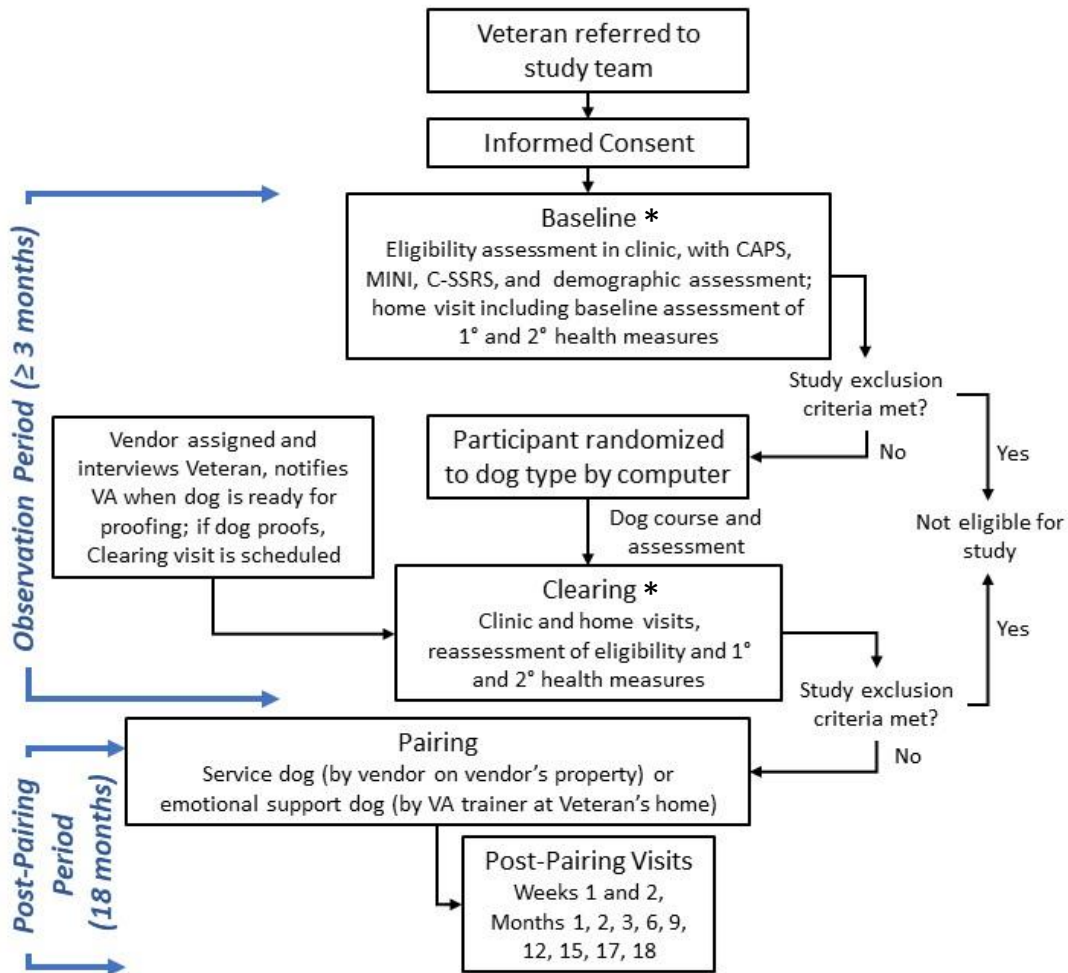 Veteran referred to
study team
Informed Consent
Observation Period (≥ 3 months)
Baseline *
Eligibility assessment in clinic, with CAPS,
MINI, C-SSRS, and demographic assessment;
home visit including baseline assessment of
1° and 2° health measures
Study exclusion
criteria met?
No
Yes
Participant randomized
to dog type by computer
Vendor assigned and
interviews Veteran, notifies
VA when dog is ready for
proofing; if dog proofs,
Clearing visit is scheduled
Dog course and
assessment
Not eligible for
study
Clearing *
Clinic and home visits,
reassessment of eligibility and 1°
and 2° health measures
Yes
Study exclusion
criteria met?
No
Post-Pairing
Period
(18 months)
Pairing
Service dog (by vendor on vendor's property) or
emotional support dog (by VA trainer at Veteran's home)
Post-Pairing Visits
Weeks 1 and 2,
Months 1, 2, 3, 6, 9,
12, 15, 17, 18